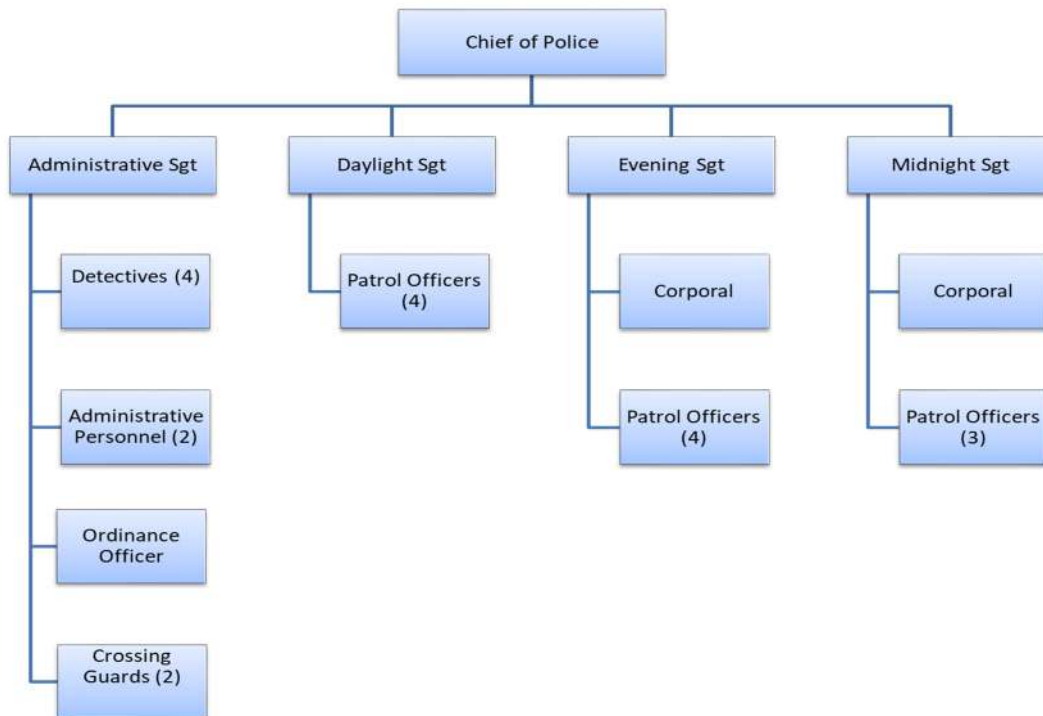 Chief of Police
Administrative Sgt
Daylight Sgt
Evening Sgt
Midnight Sgt
Detectives (4)
Patrol Officers
(4)
Corporal
Corporal
Administrative
Personnel (2)
Patrol Officers
(4)
Patrol Officers
(3)
Ordinance
Officer
Crossing
Guards (2)